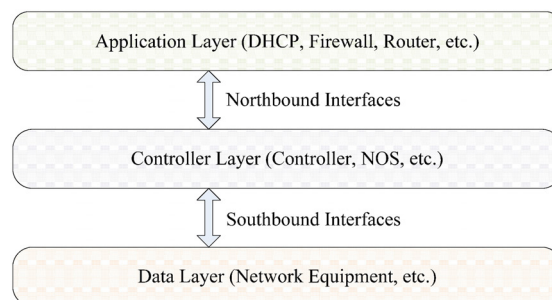 Application Layer (DHCP, Firewall, Router, etc.)
Northbound Interfaces
Controller Layer (Controller, NOS, etc.)
Southbound Interfaces
Data Layer (Network Equipment, etc.)